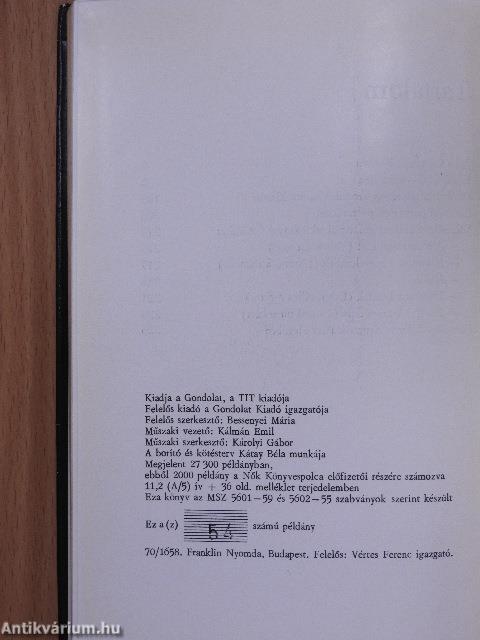 Kiadja a Gondolat, a TIT kiadója
Felelős kiadó a Gondolat Kiadó igazgatója
Felelős szerkesztő: Bessenyei Mária
Műszaki vezető: Kálmán Emil
Műszaki szerkesztő: Károlyi Gábor
A borító és kötésterv Kátay Béla munkája
Megjelent 27 300 példányban,
ebből 2000 példány a Nők Könyvespolca előfizetői részére számozva
11,2 (A/5) ív + 36 old. melléklet terjedelemben
Eza könyv az MSZ 5601—59 és 5602—55 szabványok szerint készült
Ez a (z) 54 számú példány
70/1658. Franklin Nyomda, Budapest. Felelős: Vértes Ferenc igazgató.
Antikvárium.hu